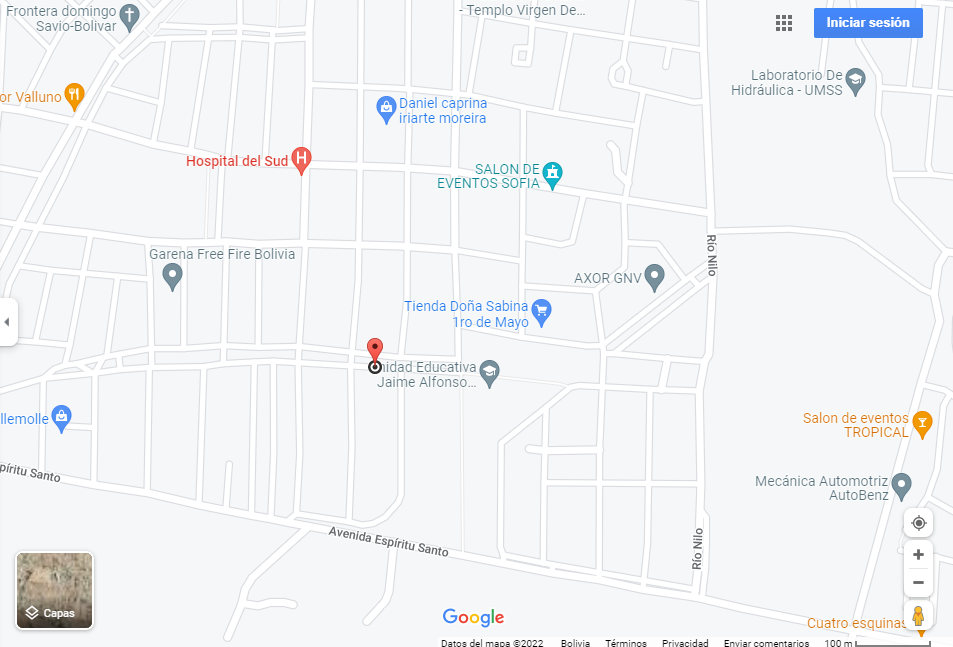 Frontera domingo
Savio-Bolivar
- Templo Virgen De...
Iniciar sesión
or Valluno
Daniel caprina
iriarte moreira
Laboratorio De
Hidráulica - UMSS
Hospital del Sud
H
SALON DE
EVENTOS SOFIA
Garena Free Fire Bolivia
Río Nilo
AXOR GNV
Tienda Doña Sabina
1ro de Mayo
nidad Educativa
Jaime Alfonso...
llemolle
Salon de eventos
TROPICAL
píritu Santo
Mecánica Automotriz
AutoBenz
Avenida Espíritu Santo
Río Nilo
Capas
Google
Cuatro esquinas
Datos del mapa ©2022 Bolivia Términos Privacidad Enviar comentarios 100 m